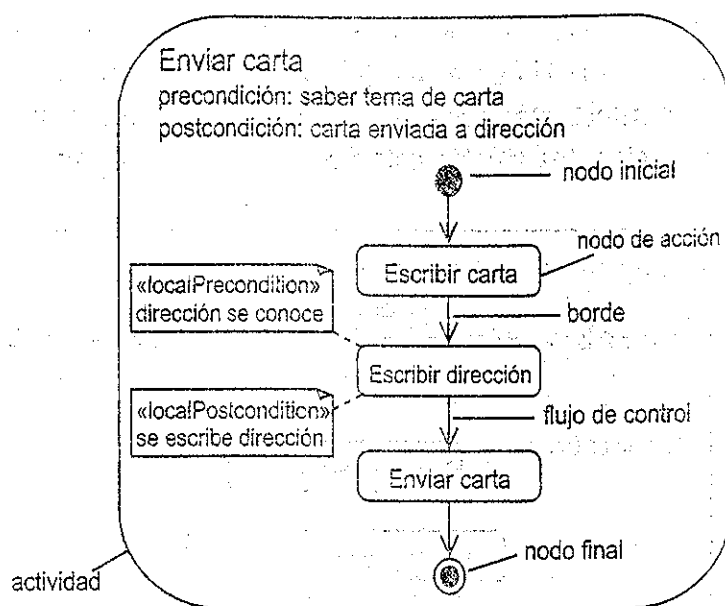 Enviar carta
precondición: saber tema de carta
postcondición: carta enviada a dirección
nodo inicial
nodo de acción
Escribir carta
«localPrecondition»
dirección se conoce
borde
Escribir dirección
«localPostcondition»
se escribe dirección
flujo de control
Enviar carta
nodo final
actividad